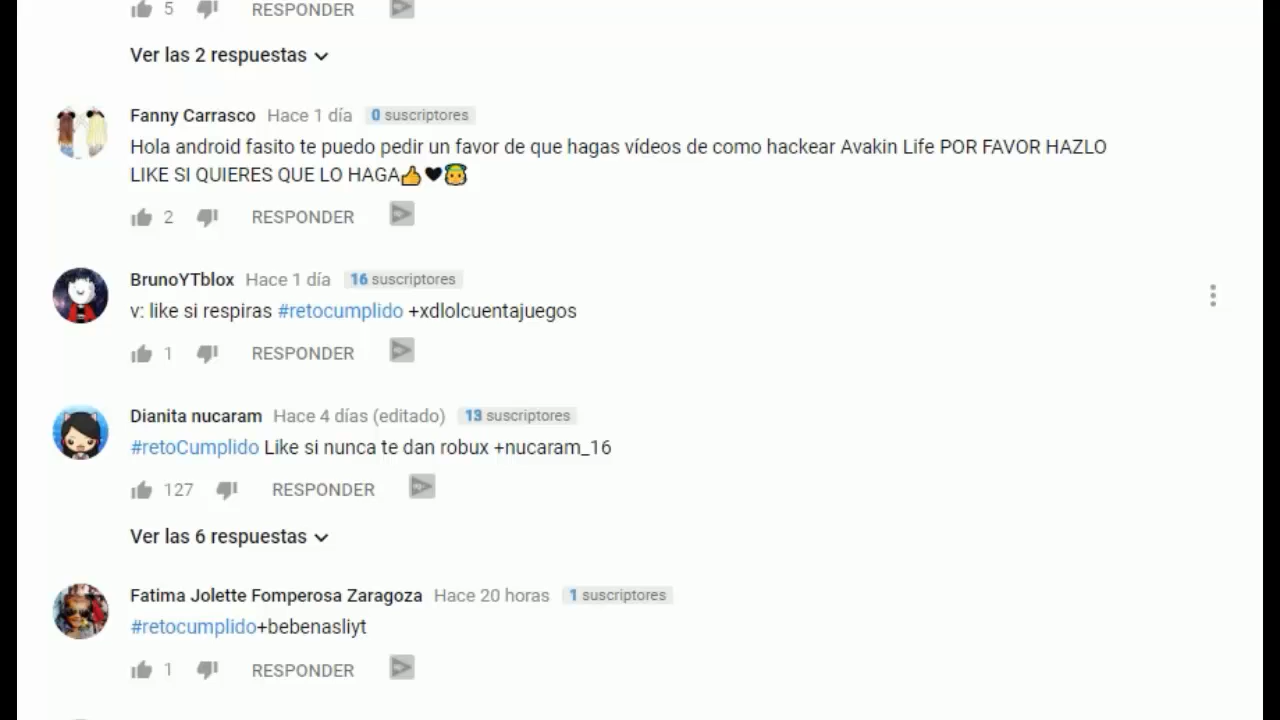 5 RESPONDER
Ver las 2 respuestas
Fanny Carrasco Hace 1 día 0 suscriptores
Hola android fasito te puedo pedir un favor de que hagas vídeos de como hackear Avakin Life POR FAVOR HAZLO
LIKE SI QUIERES QUE LO HAGA👍🖤😇
2 RESPONDER
BrunoYTblox Hace 1 día 16 suscriptores
v: like si respiras #retocumplido +xdlolcuentajuegos
1 RESPONDER
Dianita nucaram Hace 4 días (editado) 13 suscriptores
#retoCumplido Like si nunca te dan robux +nucaram_16
127 RESPONDER
Ver las 6 respuestas
Fatima Jolette Fomperosa Zaragoza Hace 20 horas 1 suscriptores
#retocumplido+bebenasliyt
1 RESPONDER